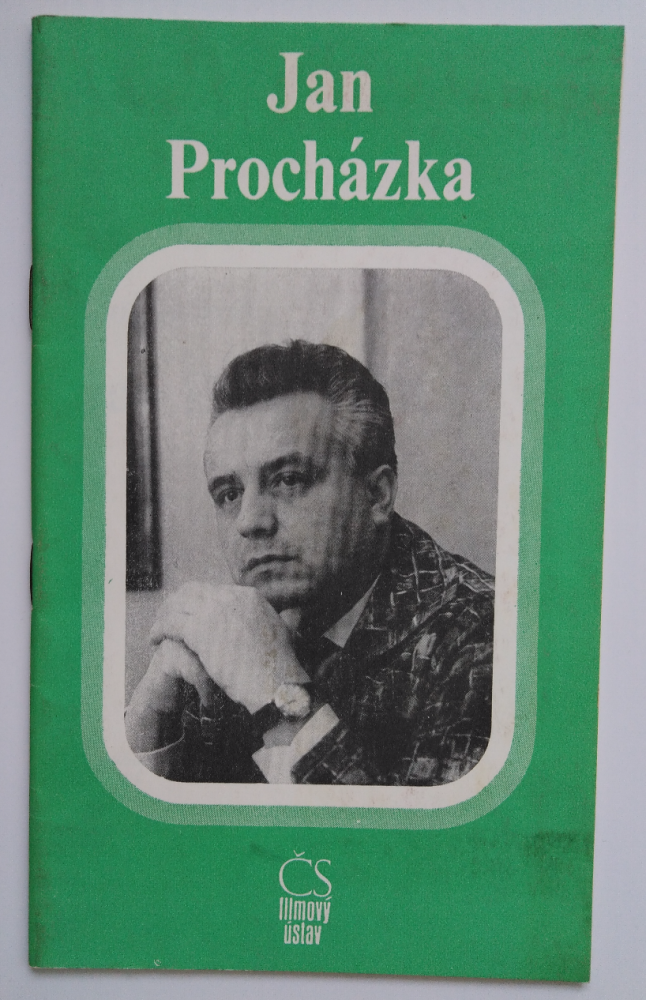 Jan
Procházka
ČS
filmový
ústav